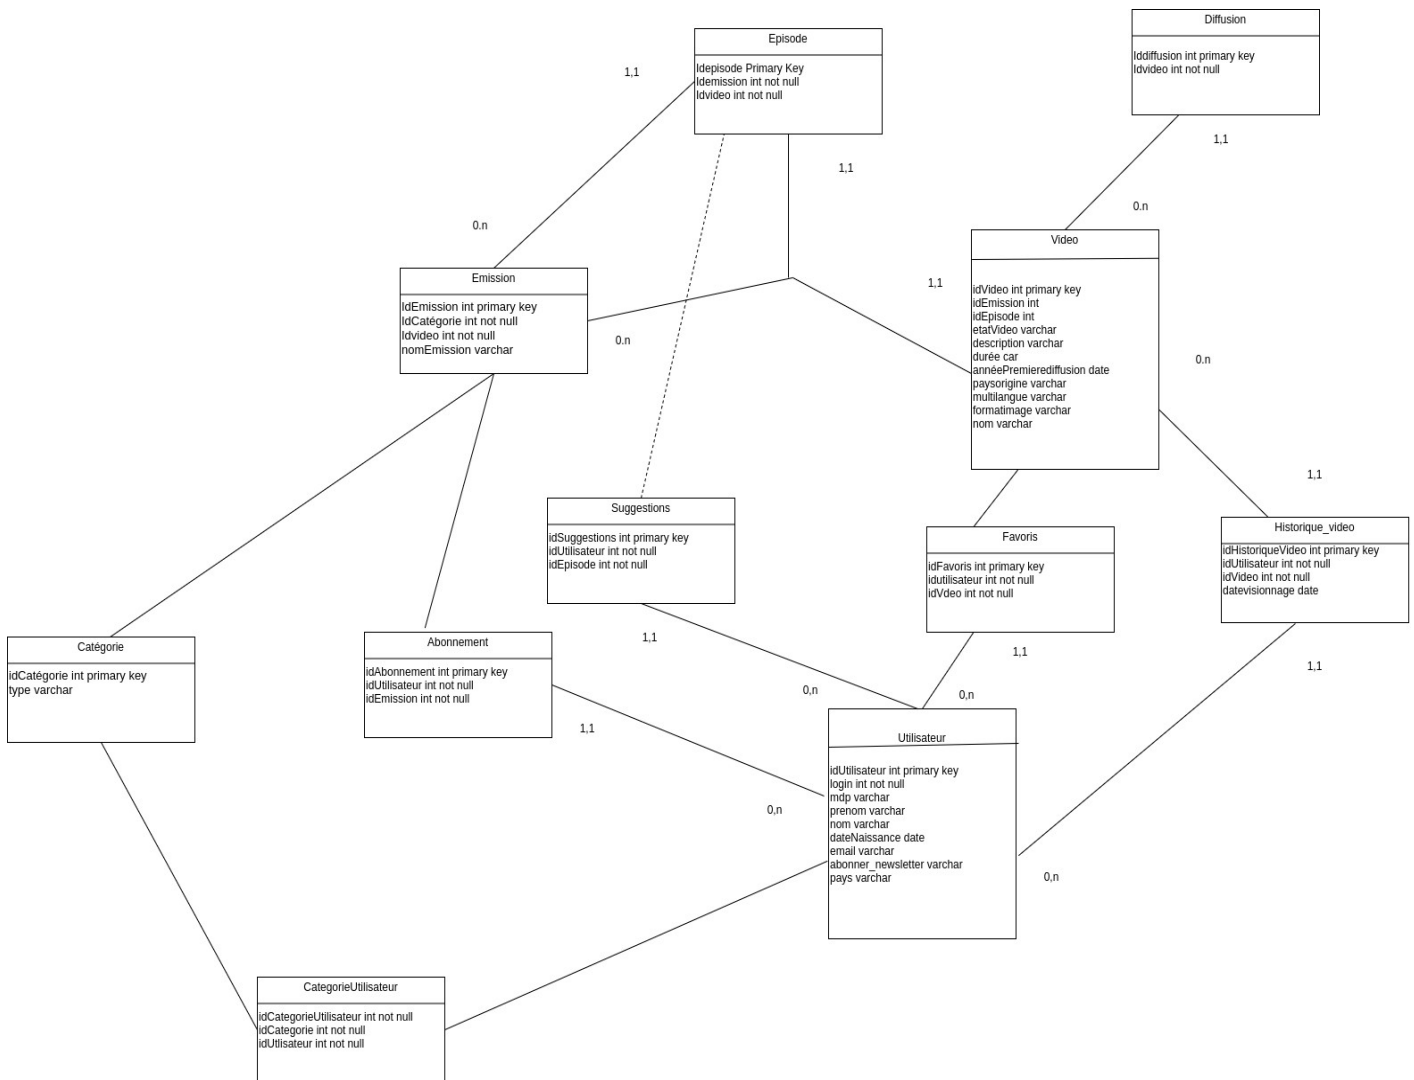 Diffusion
Iddiffusion int primary key
Idvideo int not null
1,1
Episode
Idepisode Primary Key
Idemission int not null
Idvideo int not null
1,1
1,1
0.n
0.n
Emission
IdEmission int primary key
IdCatégorie int not null
Idvideo int not null
nomEmission varchar
0.n
1,1
Video
idVideo int primary key
idEmission int
idEpisode int
etatVideo varchar
description varchar
durée car
annéePremierediffusion date
paysorigine varchar
multilangue varchar
formatimage varchar
nom varchar
0.n
1,1
Suggestions
idSuggestions int primary key
idUtilisateur int not null
idEpisode int not null
1,1
Favoris
idFavoris int primary key
idutilisateur int not null
idVdeo int not null
1,1
Historique_video
idHistoriqueVideo int primary key
idUtilisateur int not null
idVideo int not null
datevisionnage date
1,1
Catégorie
idCatégorie int primary key
type varchar
Abonnement
idAbonnement int primary key
idUtilisateur int not null
idEmission int not null
1,1
0,n
0,n
0,n
Utilisateur
idUtilisateur int primary key
login int not null
mdp varchar
prenom varchar
nom varchar
dateNaissance date
email varchar
abonner_newsletter varchar
pays varchar
0,n
CategorieUtilisateur
idCategorieUtilisateur int not null
idCategorie int not null
idUtlisateur int not null